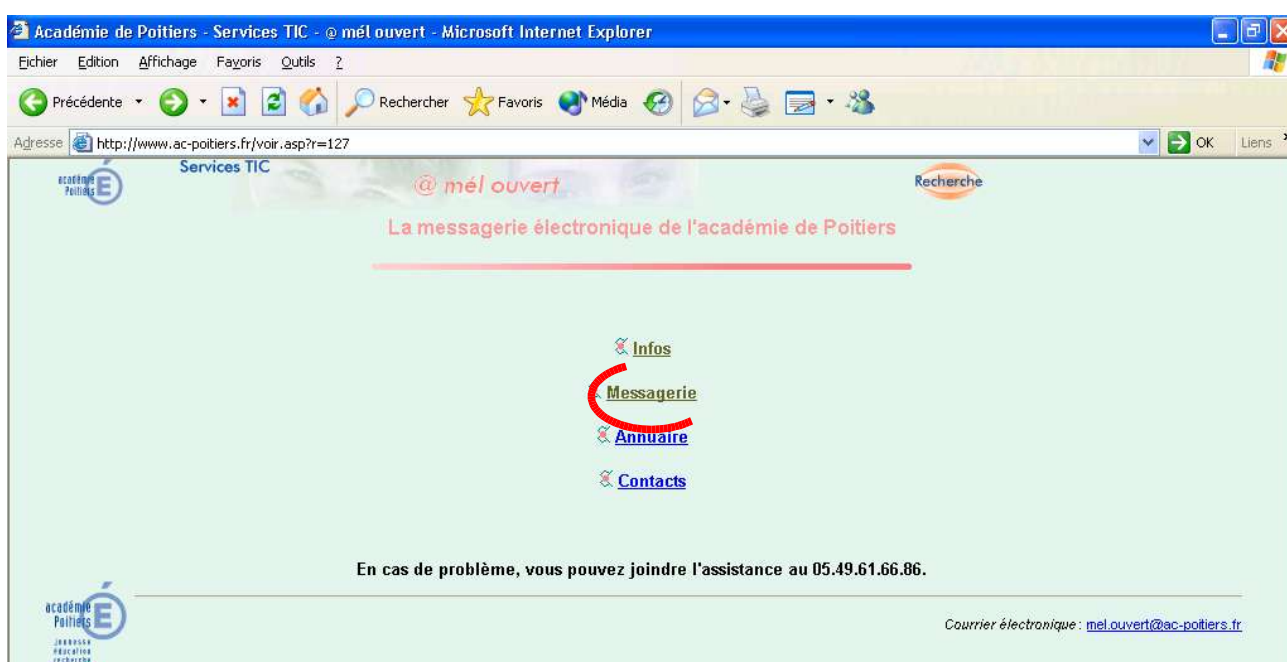 Académie de Poitiers - Services TIC - @ mél ouvert - Microsoft Internet Explorer
Fichier Edition Affichage Favoris Outils ?
Précédente Rechercher Favoris Média
Adresse http://www.ac-poitiers.fr/voir.asp?r=127 OK Liens
académie Poitiers Services TIC @ mél ouvert Recherche
La messagerie électronique de l'académie de Poitiers
Infos
Messagerie
Annuaire
Contacts
En cas de problème, vous pouvez joindre l'assistance au 05.49.61.66.86.
académie
Poitiers
Courrier électronique : mel.ouvert@ac-poitiers.fr
jeunesse
éducation
recherche